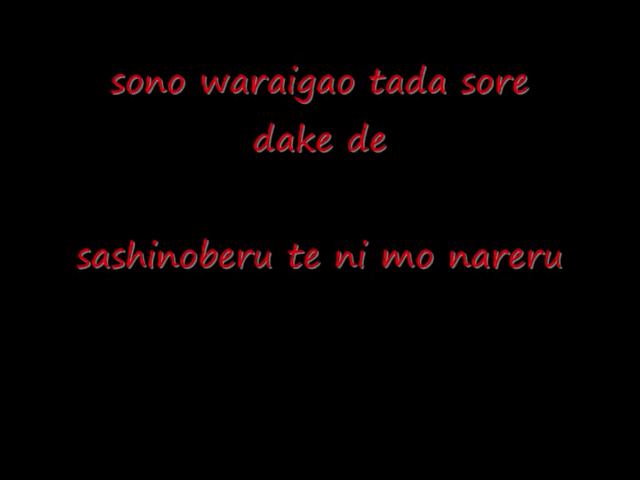 sono waraigao tada sore
dake de
sashinoberu te ni mo nareru